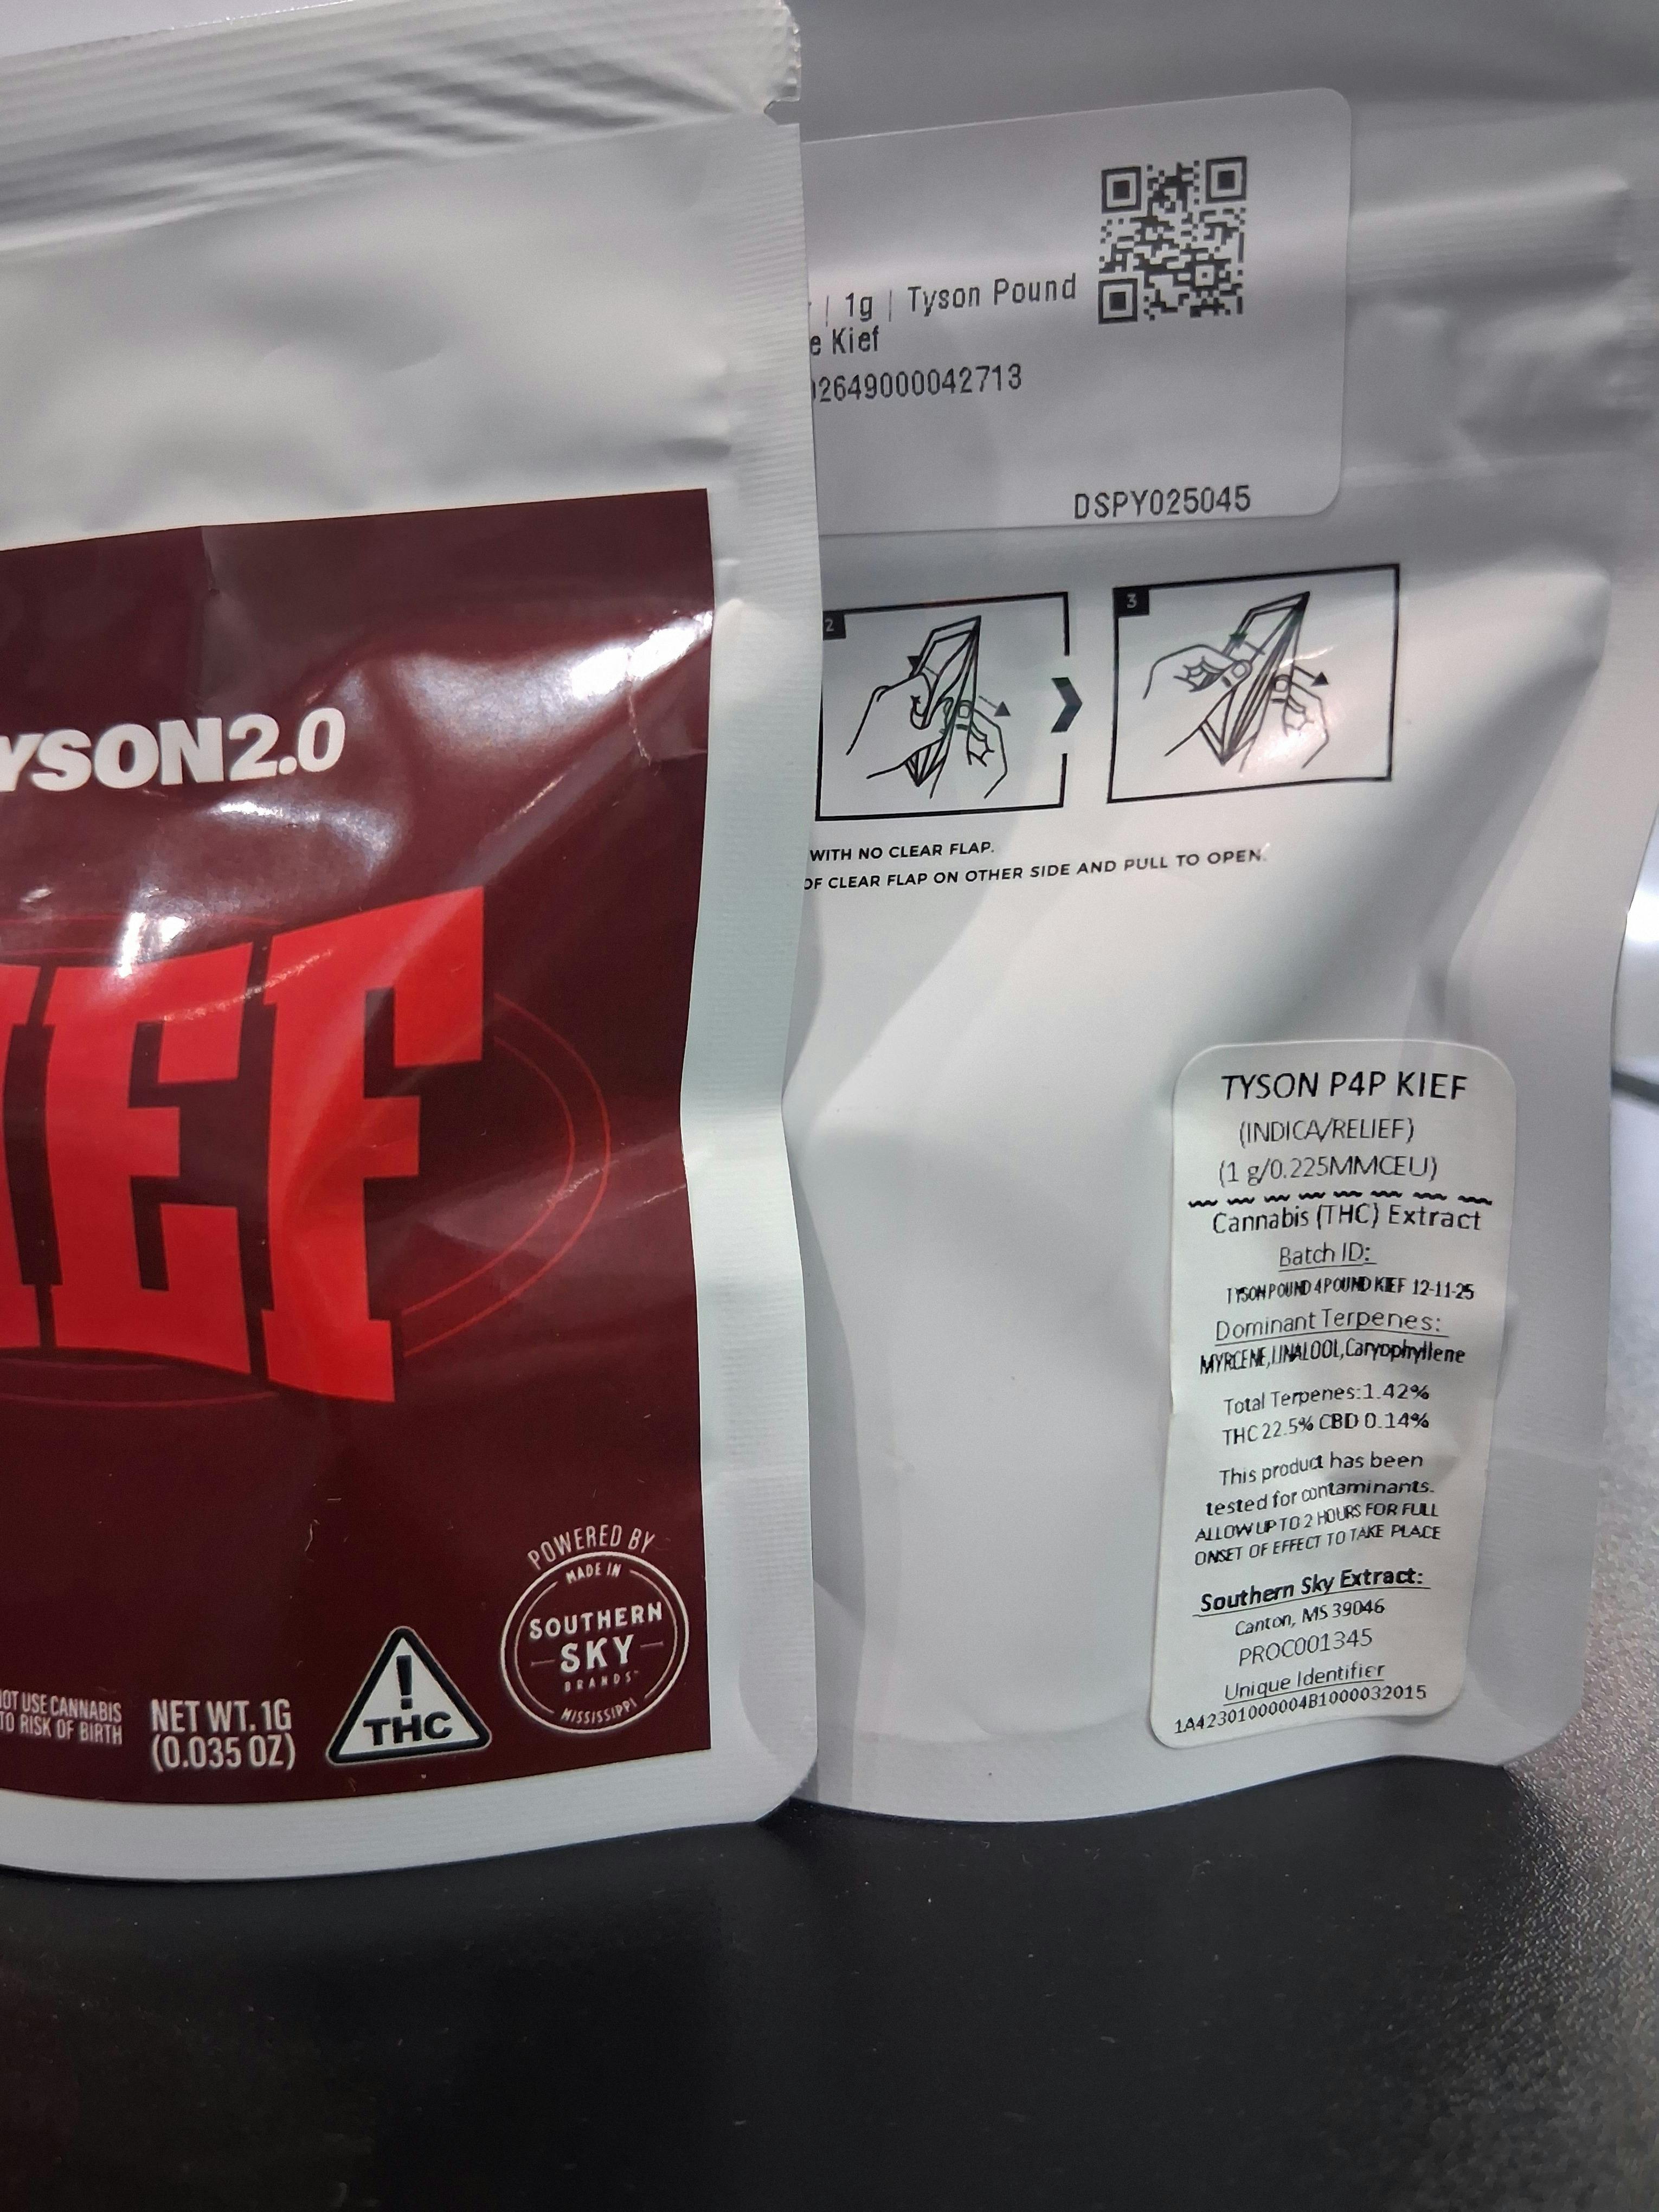 YSON2.0
IEF
NOT USE CANNABIS
TO RISK OF BIRTH
NET WT. 1G
(0.035 OZ)
!
THC
POWERED BY
MADE IN
SOUTHERN
SKY
BRANDS
MISSISSIPPI
| 1g | Tyson Pound
e Kief
02649000042713
DSPY025045
2
3
WITH NO CLEAR FLAP.
OF CLEAR FLAP ON OTHER SIDE AND PULL TO OPEN.
TYSON P4P KIEF
(INDICA/RELIEF)
(1 g/0.225MMCEU)
Cannabis (THC) Extract
Batch ID:
TYSON POUND 4 POUND KIEF 12-11-25
Dominant Terpenes:
MYRCENE,LINALOOL,Caryophyllene
Total Terpenes:1.42%
THC 22.5% CBD 0.14%
This product has been
tested for contaminants.
ALLOW UP TO 2 HOURS FOR FULL
ONSET OF EFFECT TO TAKE PLACE
Southern Sky Extract:
Canton, MS 39046
PROC001345
Unique Identifier
1A42301000004B1000032015